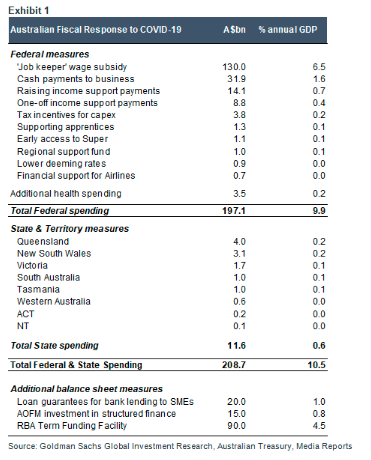 Exhibit 1
Australian Fiscal Response to COVID-19 A$bn % annual GDP
Federal measures
'Job keeper' wage subsidy 130.0 6.5
Cash payments to business 31.9 1.6
Raising income support payments 14.1 0.7
One-off income support payments 8.8 0.4
Tax incentives for capex 3.8 0.2
Supporting apprentices 1.3 0.1
Early access to Super 1.1 0.1
Regional support fund 1.0 0.1
Lower deeming rates 0.9 0.0
Financial support for Airlines 0.7 0.0
Additional health spending 3.5 0.2
Total Federal spending 197.1 9.9
State & Territory measures
Queensland 4.0 0.2
New South Wales 3.1 0.2
Victoria 1.7 0.1
South Australia 1.0 0.1
Tasmania 1.0 0.1
Western Australia 0.6 0.0
ACT 0.2 0.0
NT 0.1 0.0
Total State spending 11.6 0.6
Total Federal & State Spending 208.7 10.5
Additional balance sheet measures
Loan guarantees for bank lending to SMEs 20.0 1.0
AOFM investment in structured finance 15.0 0.8
RBA Term Funding Facility 90.0 4.5
Source: Goldman Sachs Global Investment Research, Australian Treasury, Media Reports